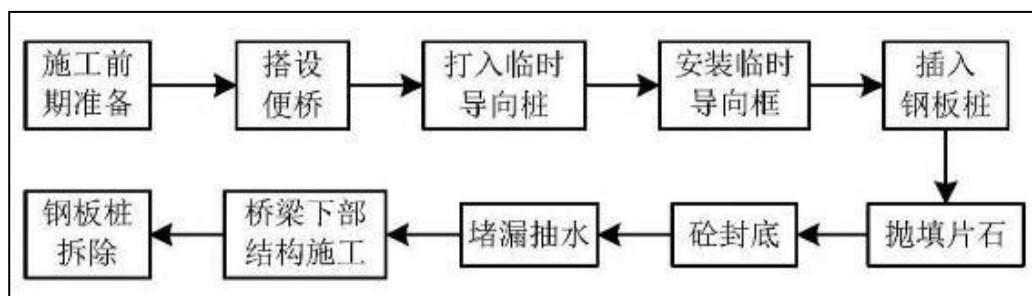 施工前
期准备
搭设
便桥
打入临时
导向桩
安装临时
导向框
插入
钢板桩
抛填片石
砼封底
堵漏抽水
桥梁下部
结构施工
钢板桩
拆除